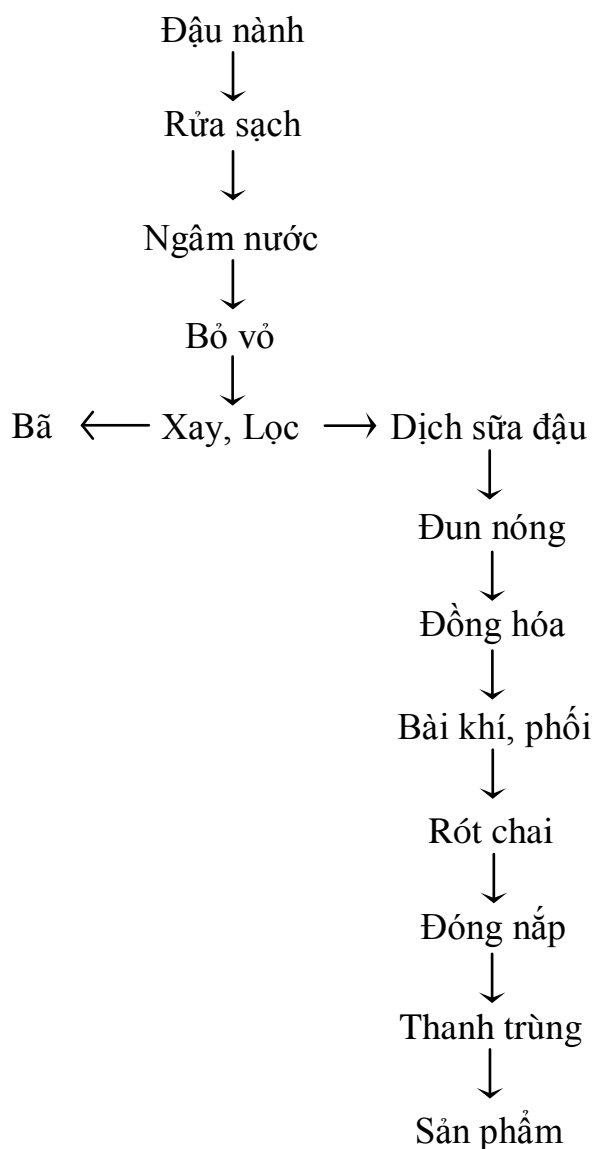 Đậu nành
Rửa sạch
Ngâm nước
Bỏ vỏ
Bã Xay, Lọc Dịch sữa đậu
Đun nóng
Đồng hóa
Bài khí, phối
Rót chai
Đóng nắp
Thanh trùng
Sản phẩm